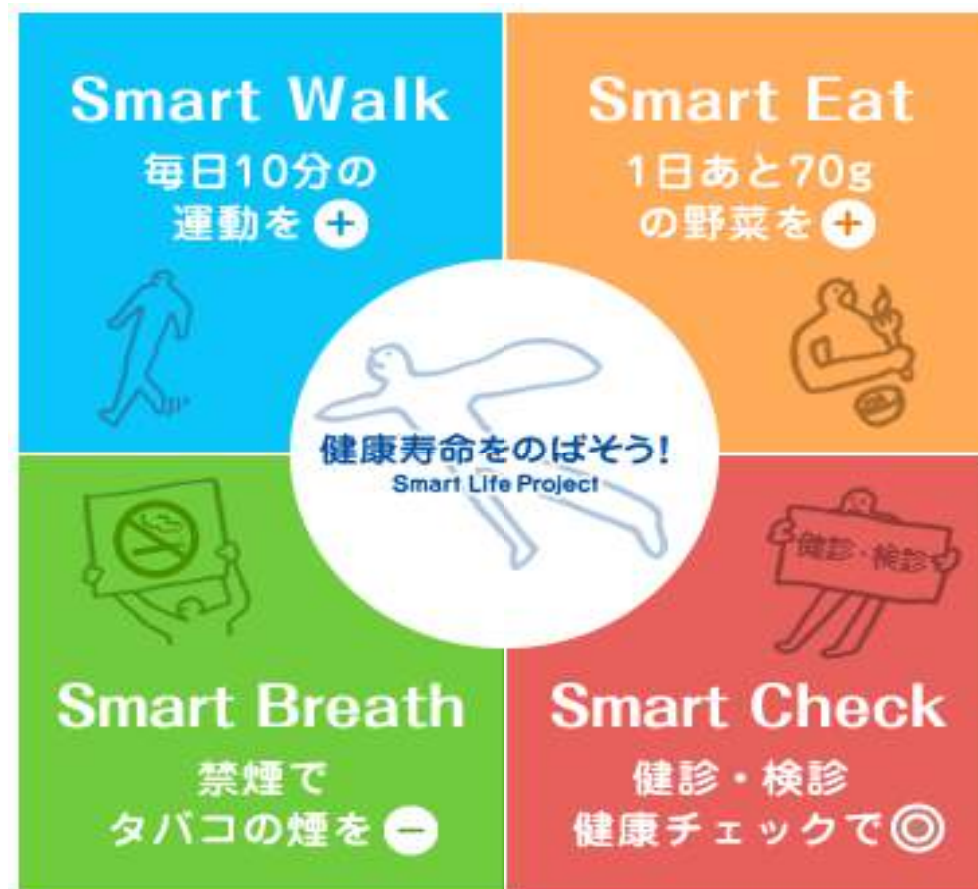 Smart Walk
毎日10分の
運動を+
Smart Eat
1日あと70g
の野菜を+
健康寿命をのばそう!
Smart Life Project
健診・検診
Smart Breath
禁煙で
タバコの煙を−
Smart Check
健診・検診
健康チェックで◎